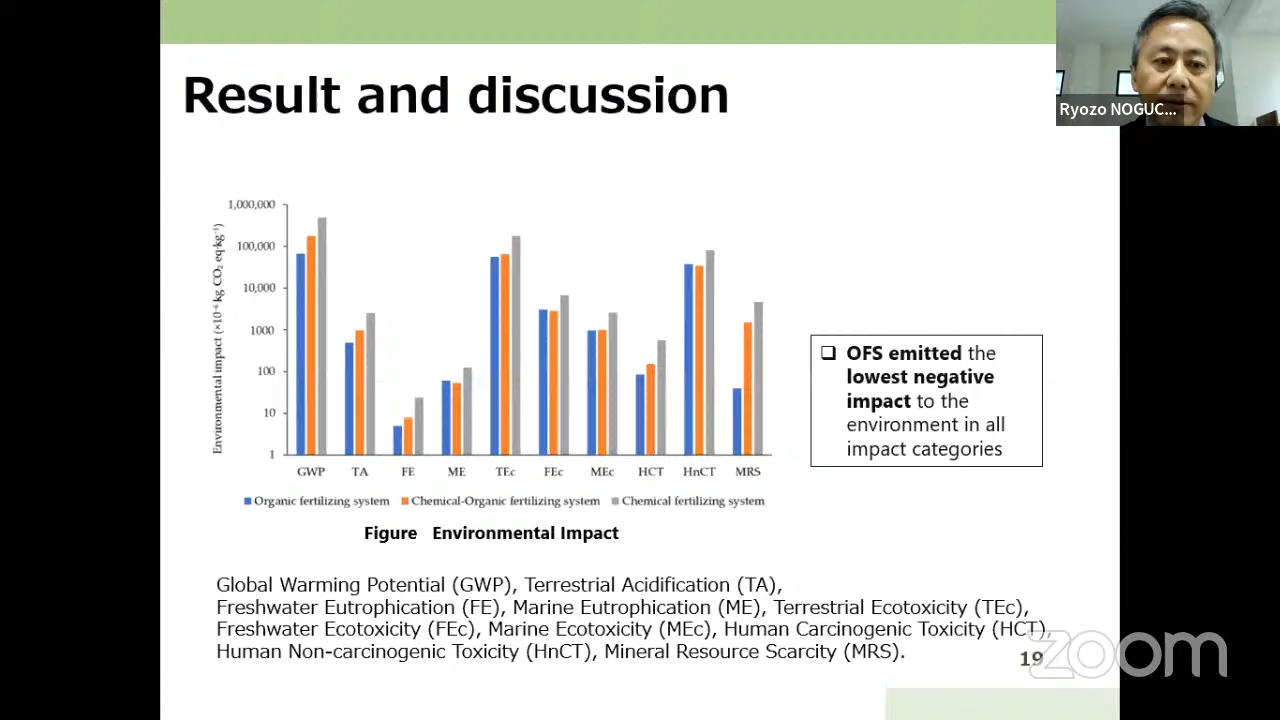 Result and discussion
Ryozo NOGUC...
1,000,000
100,000
10,000
1000
100
10
1
Environmental impact (×10⁻⁶ kg CO₂ eq·kg⁻¹)
GWP TA FE ME TEc FEc MEc HCT HnCT MRS
Organic fertilizing system Chemical-Organic fertilizing system Chemical fertilizing system
Figure Environmental Impact
❑ OFS emitted the
lowest negative
impact to the
environment in all
impact categories
Global Warming Potential (GWP), Terrestrial Acidification (TA),
Freshwater Eutrophication (FE), Marine Eutrophication (ME), Terrestrial Ecotoxicity (TEc),
Freshwater Ecotoxicity (FEc), Marine Ecotoxicity (MEc), Human Carcinogenic Toxicity (HCT),
Human Non-carcinogenic Toxicity (HnCT), Mineral Resource Scarcity (MRS).
19
zoom